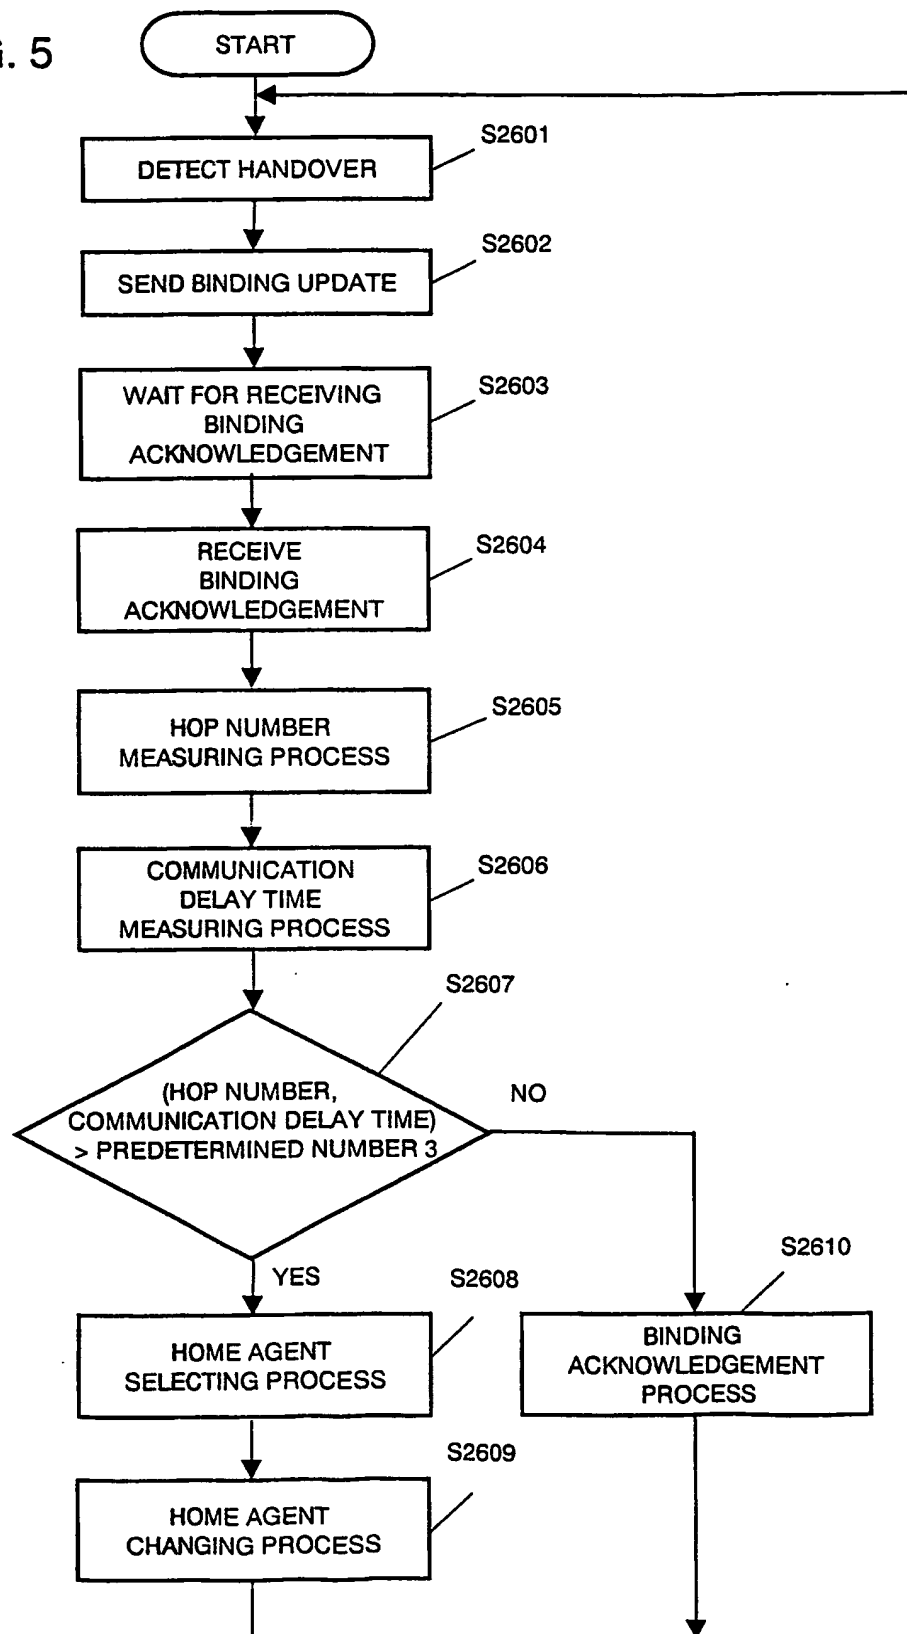 . 5
START
S2601
DETECT HANDOVER
S2602
SEND BINDING UPDATE
S2603
WAIT FOR RECEIVING
BINDING
ACKNOWLEDGEMENT
S2604
RECEIVE
BINDING
ACKNOWLEDGEMENT
S2605
HOP NUMBER
MEASURING PROCESS
S2606
COMMUNICATION
DELAY TIME
MEASURING PROCESS
S2607
(HOP NUMBER,
COMMUNICATION DELAY TIME)
> PREDETERMINED NUMBER 3
NO
YES
S2608
HOME AGENT
SELECTING PROCESS
S2610
BINDING
ACKNOWLEDGEMENT
PROCESS
S2609
HOME AGENT
CHANGING PROCESS